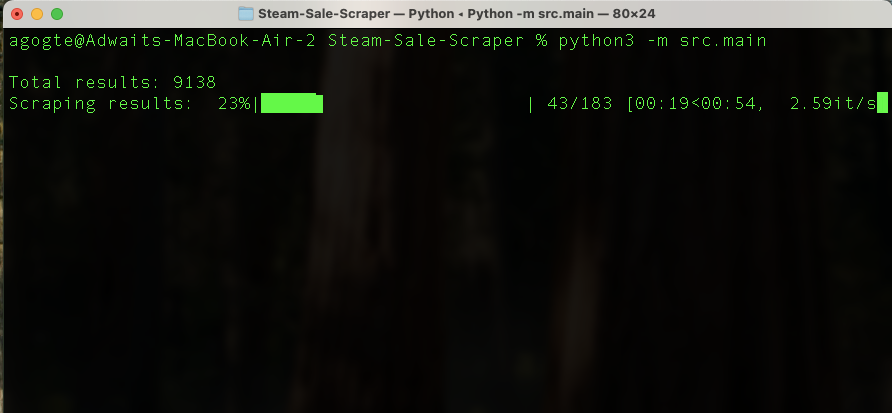 Steam-Sale-Scraper — Python ◂ Python -m src.main — 80×24
agogte@Adwaits-MacBook-Air-2 Steam-Sale-Scraper % python3 -m src.main
Total results: 9138
Scraping results:  23%|██████                    | 43/183 [00:19<00:54,  2.59it/s